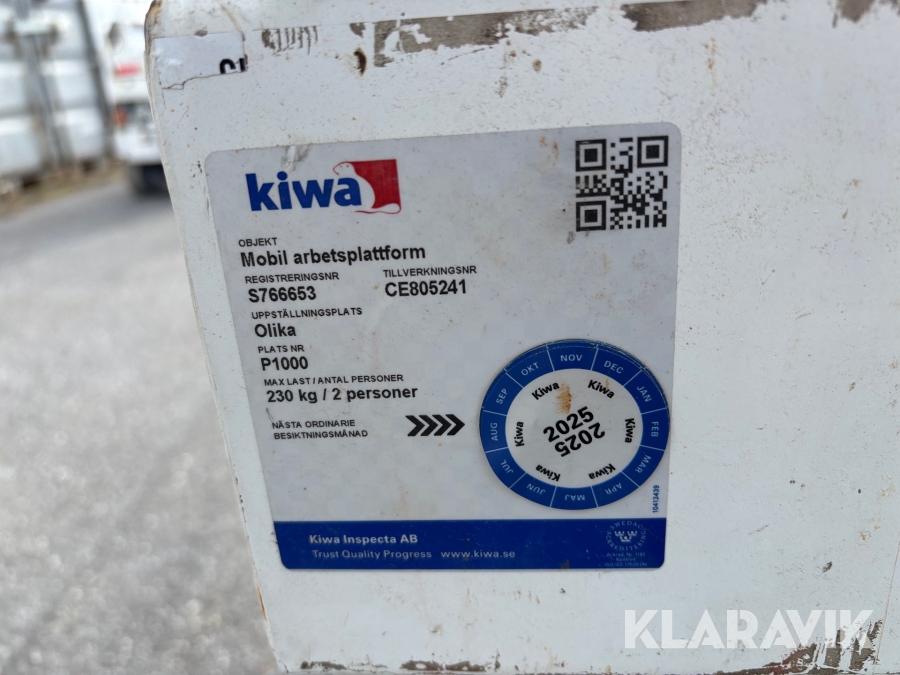 kiwa
OBJEKT
Mobil arbetsplattform
REGISTRERINGSNR TILLVERKNINGSNR
S766653 CE805241
UPPSTÄLLNINGSPLATS
Olika
PLATS NR
P1000
MAX LAST / ANTAL PERSONER
230 kg / 2 personer
NÄSTA ORDINARIE
BESIKTNINGSMÅNAD
JAN FEB MAR APR MAJ JUN JUL AUG SEP OKT NOV DEC
Kiwa Kiwa Kiwa Kiwa Kiwa Kiwa
2025
2025
10413439
Kiwa Inspecta AB
Trust Quality Progress www.kiwa.se
SWEDAC
ACKREDITERING
KLARAVIK